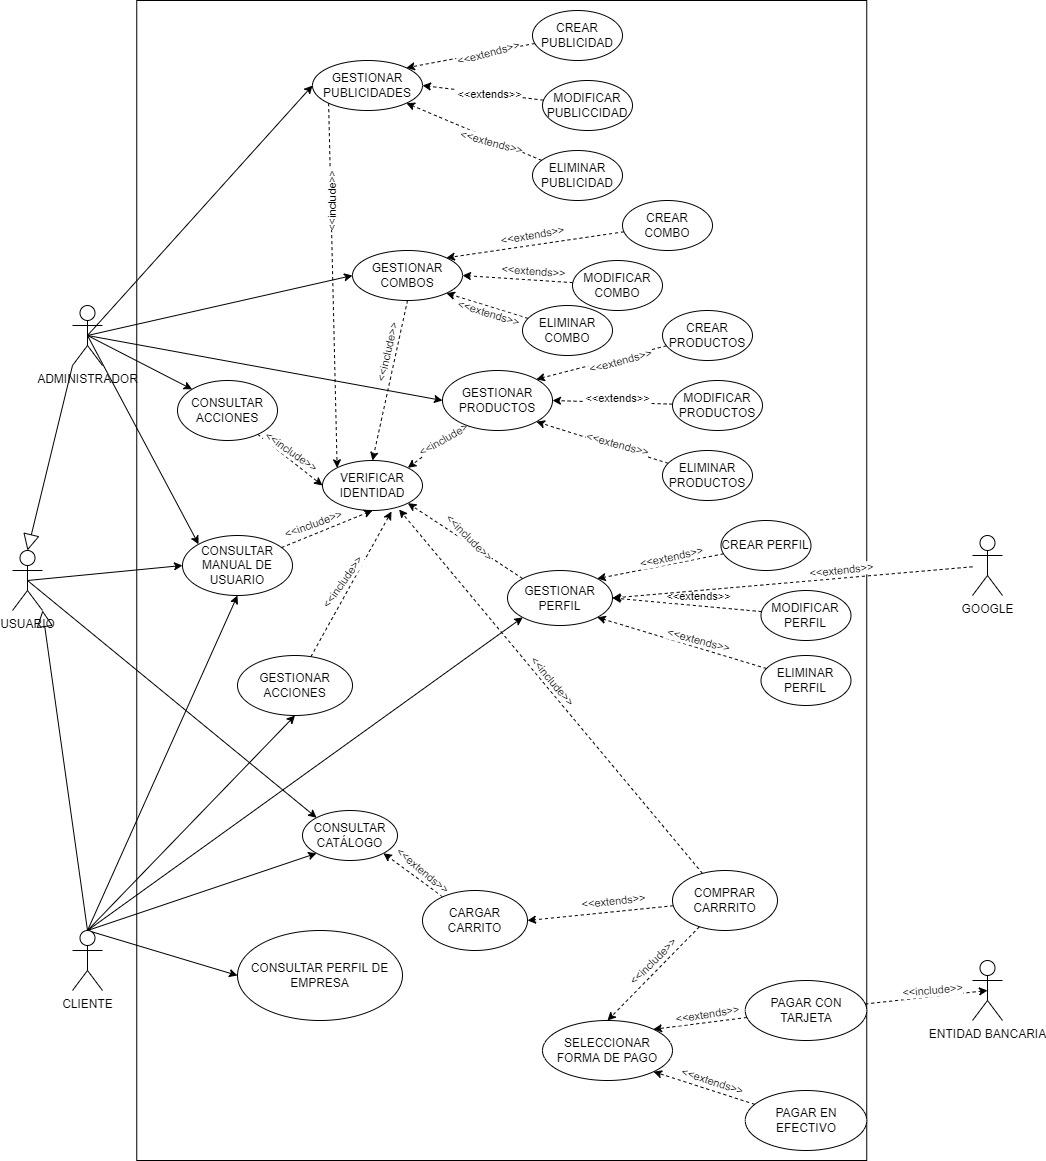 CREAR
PUBLICIDAD
<<extends>>
GESTIONAR
PUBLICIDADES
<<extends>>
MODIFICAR
PUBLICCIDAD
<<extends>>
ELIMINAR
PUBLICIDAD
<<include>>
CREAR
COMBO
<<extends>>
GESTIONAR
COMBOS
<<extends>>
MODIFICAR
COMBO
<<extends>>
ELIMINAR
COMBO
<<include>>
CREAR
PRODUCTOS
<<extends>>
ADMINISTRADOR
GESTIONAR
PRODUCTOS
<<extends>>
MODIFICAR
PRODUCTOS
CONSULTAR
ACCIONES
<<extends>>
<<include>>
<<include>>
ELIMINAR
PRODUCTOS
VERIFICAR
IDENTIDAD
<<include>>
<<include>>
CONSULTAR
MANUAL DE
USUARIO
<<include>>
CREAR PERFIL
<<extends>>
<<extends>>
GESTIONAR
PERFIL
<<extends>>
MODIFICAR
PERFIL
GOOGLE
USUARIO
<<extends>>
ELIMINAR
PERFIL
GESTIONAR
ACCIONES
<<include>>
CONSULTAR
CATÁLOGO
<<extends>>
COMPRAR
CARRRITO
<<extends>>
CARGAR
CARRITO
CONSULTAR PERFIL DE
EMPRESA
<<include>>
CLIENTE
PAGAR CON
TARJETA
<<include>>
<<extends>>
ENTIDAD BANCARIA
SELECCIONAR
FORMA DE PAGO
<<extends>>
PAGAR EN
EFECTIVO